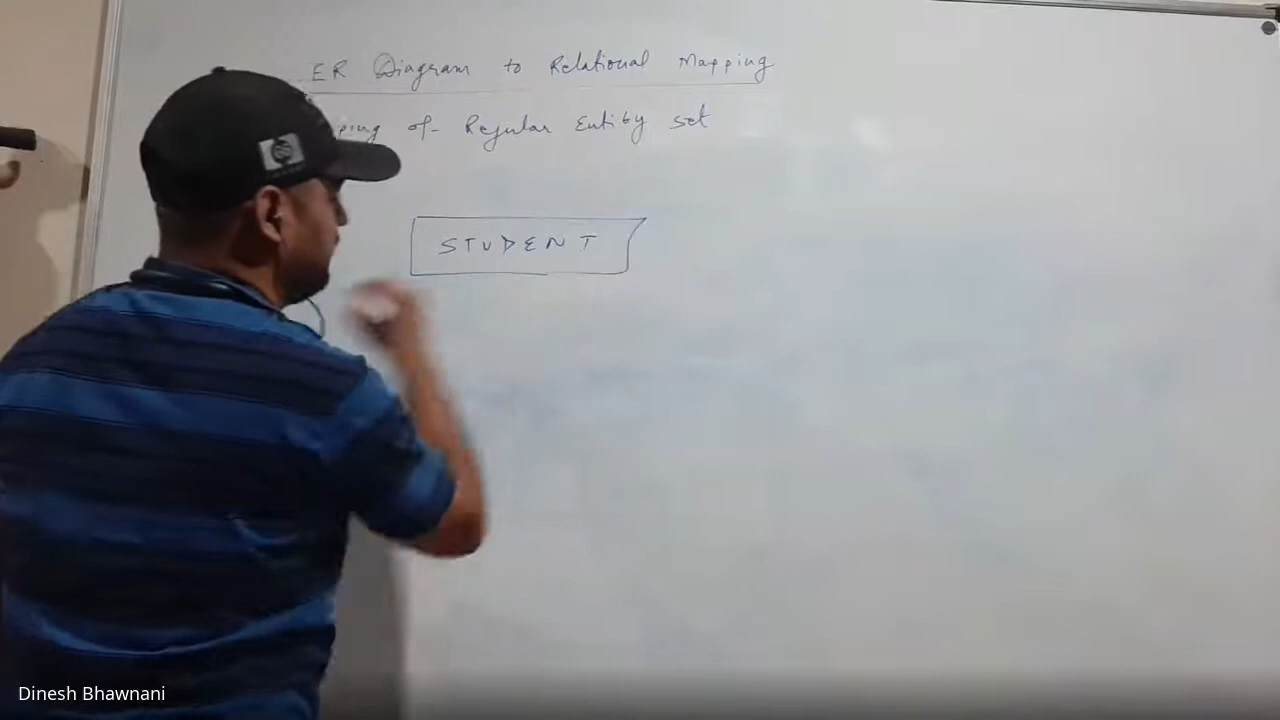 ER Diagram to Relational Mapping
of Regular Entity set
STUDENT
Dinesh Bhawnani